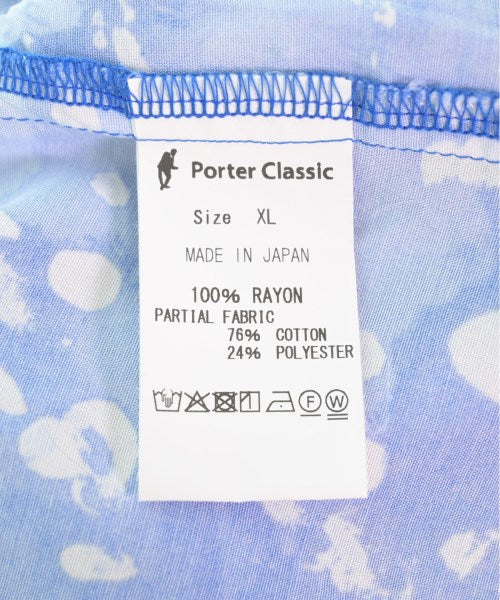 Porter Classic
Size XL
MADE IN JAPAN
100% RAYON
PARTIAL FABRIC
76% COTTON
24% POLYESTER
F W